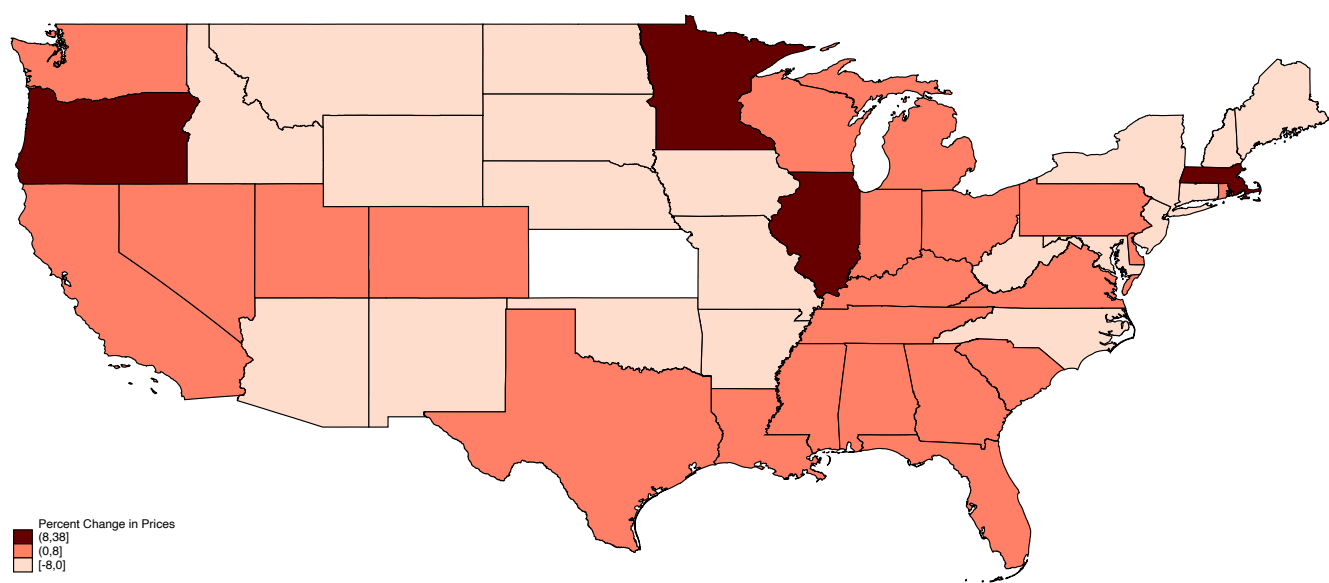 Percent Change in Prices
(8,38]
(0,8]
[-8,0]